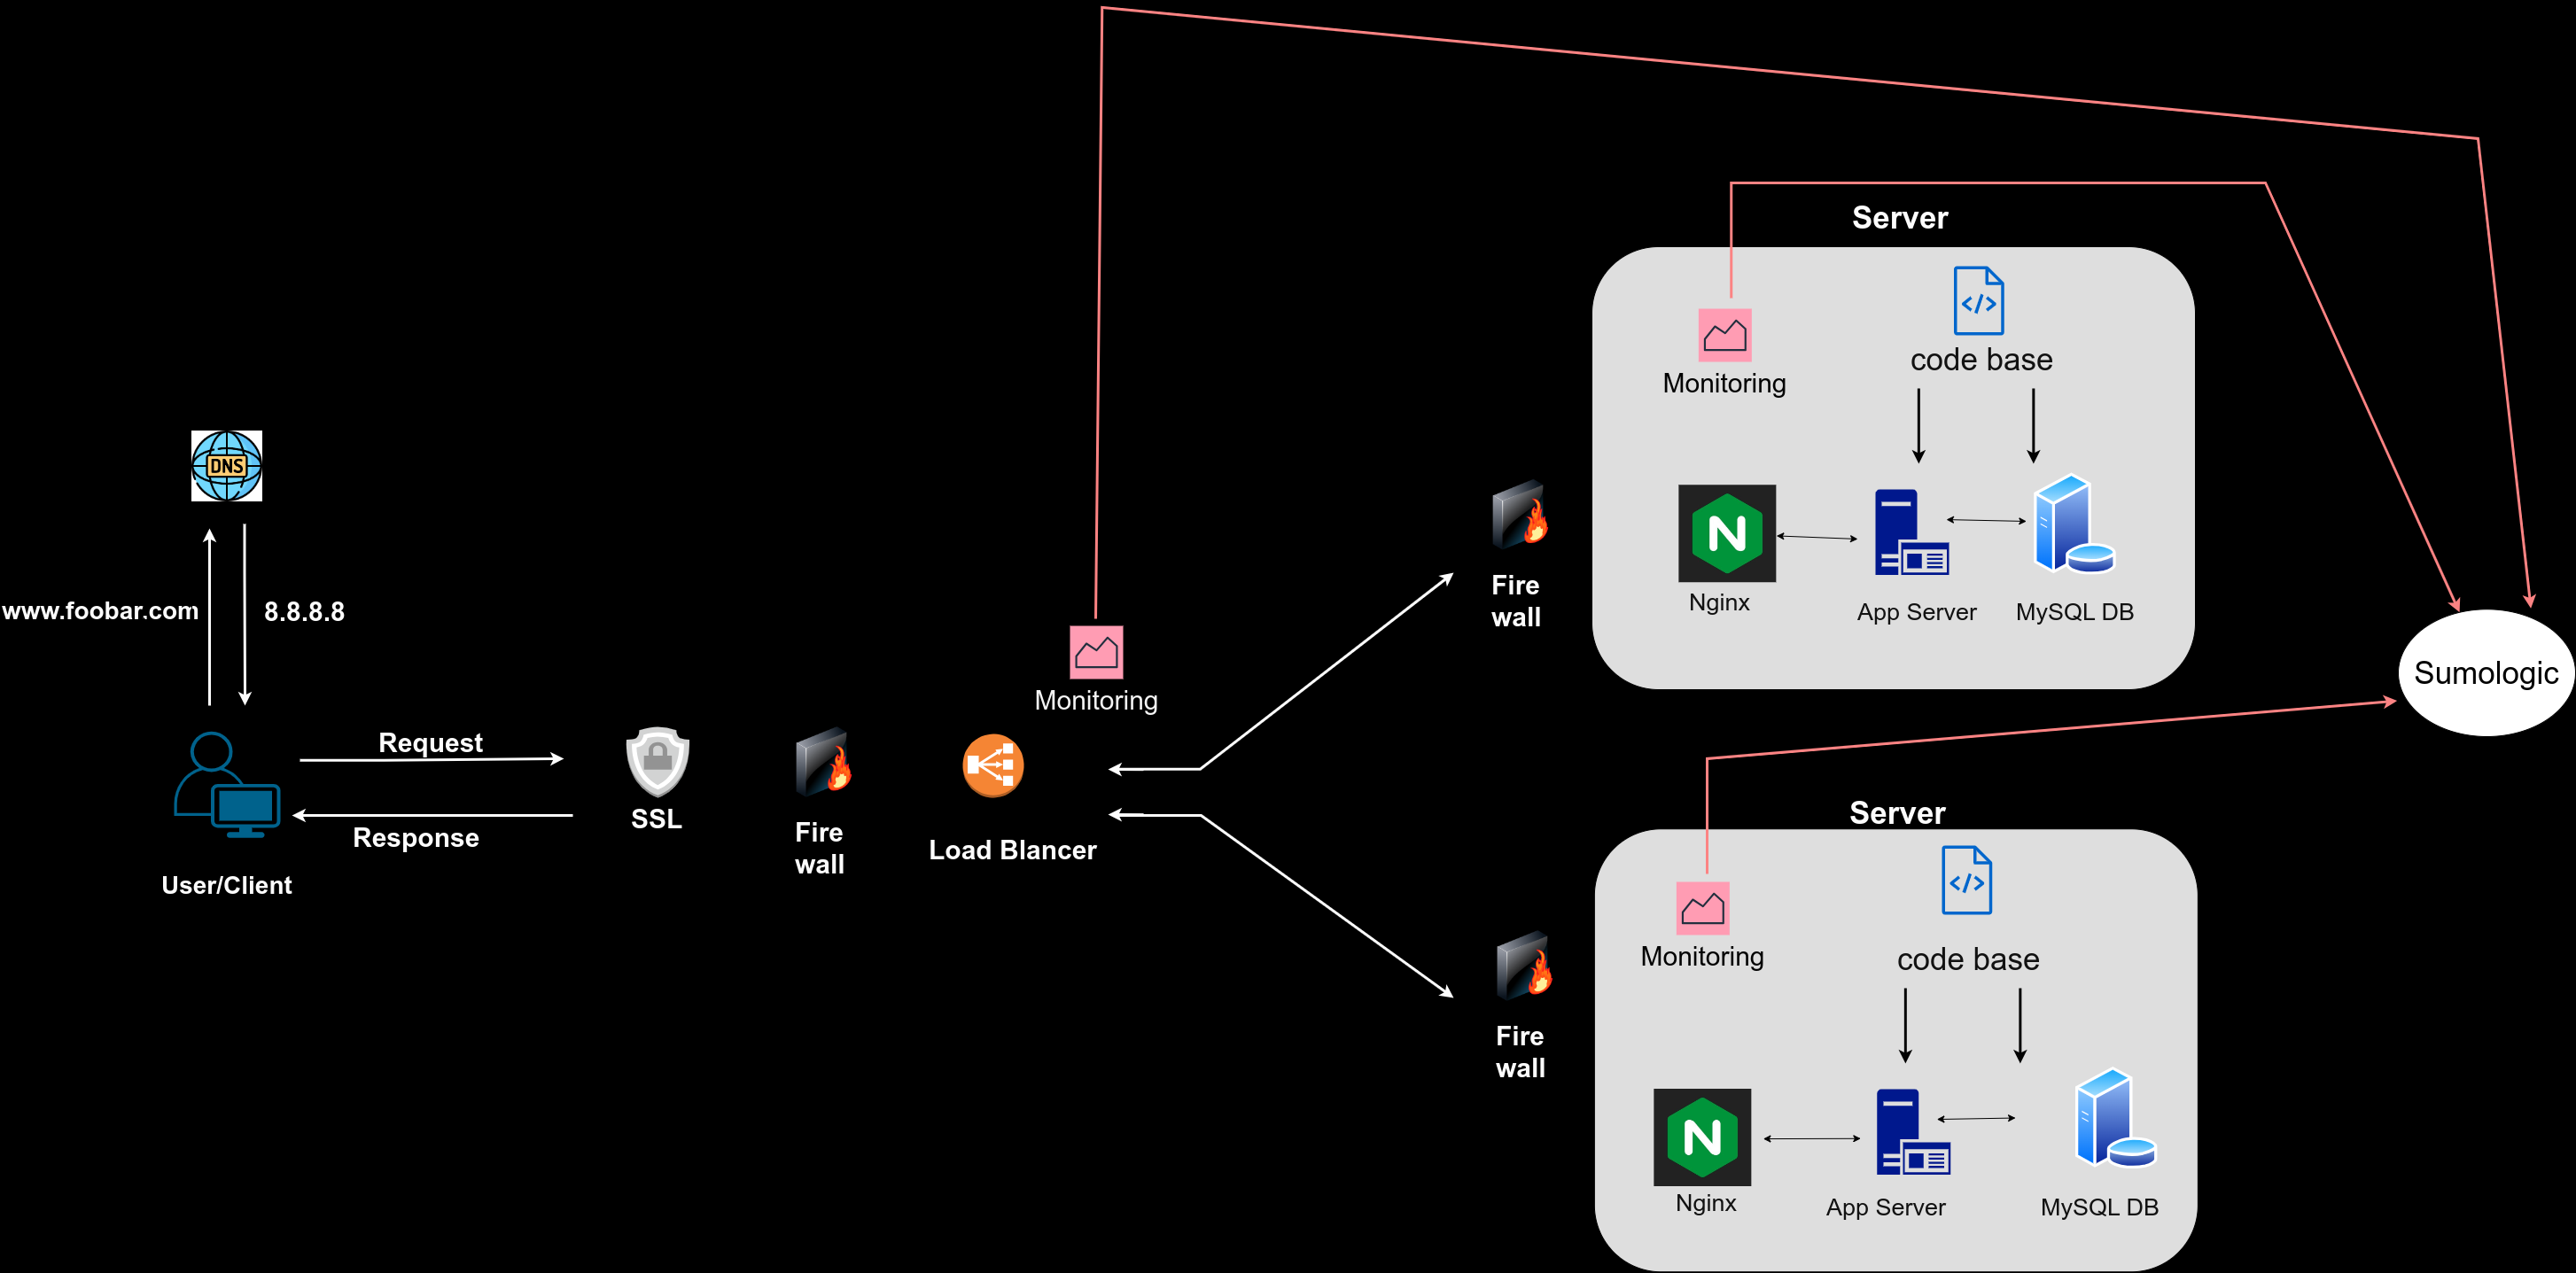 DNS
www.foobar.com
8.8.8.8
User/Client
Request
Response
SSL
Fire
wall
Load Blancer
Monitoring
Fire
wall
Server
Monitoring
code base
</>
N
Nginx
App Server
MySQL DB
Fire
wall
Server
Monitoring
code base
</>
N
Nginx
App Server
MySQL DB
Sumologic